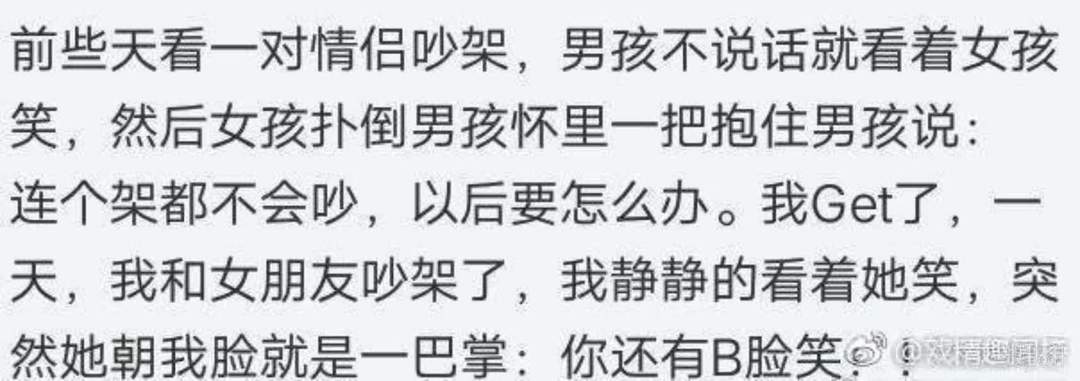 前些天看一对情侣吵架，男孩不说话就看着女孩
笑，然后女孩扑倒男孩怀里一把抱住男孩说：
连个架都不会吵，以后要怎么办。我Get了，一
天，我和女朋友吵架了，我静静的看着她笑，突
然她朝我脸就是一巴掌：你还有B脸笑，！